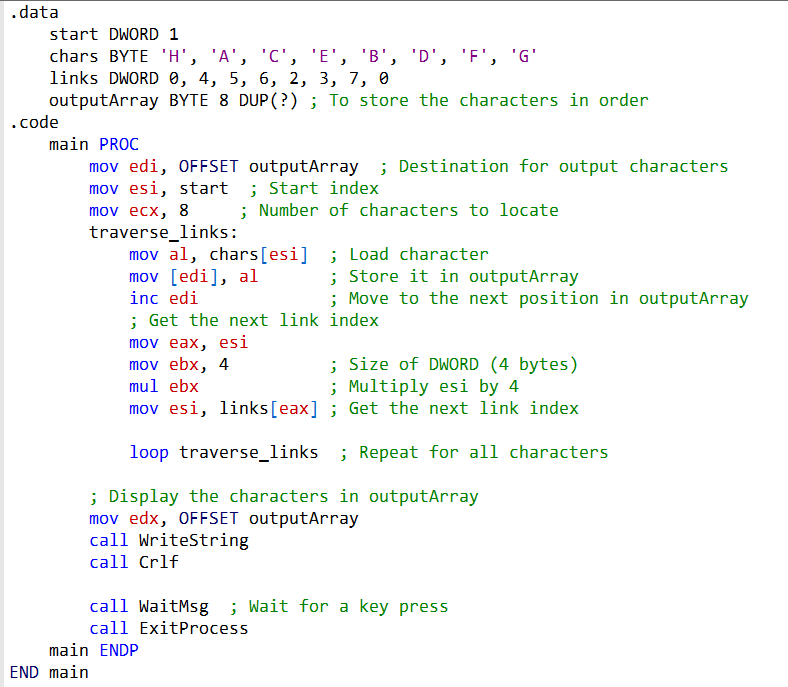 .data
    start DWORD 1
    chars BYTE 'H', 'A', 'C', 'E', 'B', 'D', 'F', 'G'
    links DWORD 0, 4, 5, 6, 2, 3, 7, 0
    outputArray BYTE 8 DUP(?) ; To store the characters in order
.code
    main PROC
        mov edi, OFFSET outputArray  ; Destination for output characters
        mov esi, start  ; Start index
        mov ecx, 8     ; Number of characters to locate
        traverse_links:
            mov al, chars[esi]  ; Load character
            mov [edi], al       ; Store it in outputArray
            inc edi             ; Move to the next position in outputArray
            ; Get the next link index
            mov eax, esi
            mov ebx, 4          ; Size of DWORD (4 bytes)
            mul ebx             ; Multiply esi by 4
            mov esi, links[eax] ; Get the next link index

            loop traverse_links  ; Repeat for all characters

        ; Display the characters in outputArray
        mov edx, OFFSET outputArray
        call WriteString
        call Crlf

        call WaitMsg  ; Wait for a key press
        call ExitProcess
    main ENDP
END main